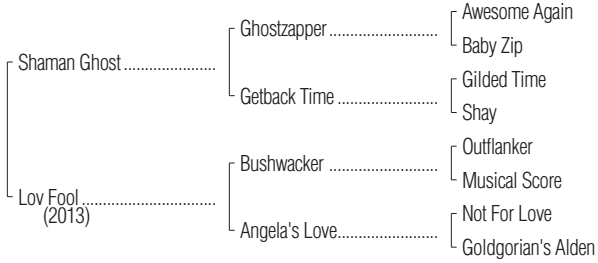 Awesome Again
Ghostzapper ........................
Baby Zip
Shaman Ghost ....................
Gilded Time
Getback Time ......................
Shay
Outflanker
Bushwacker ........................
Musical Score
Lov Fool .............................
(2013)
Not For Love
Angela's Love......................
Goldgorian's Alden